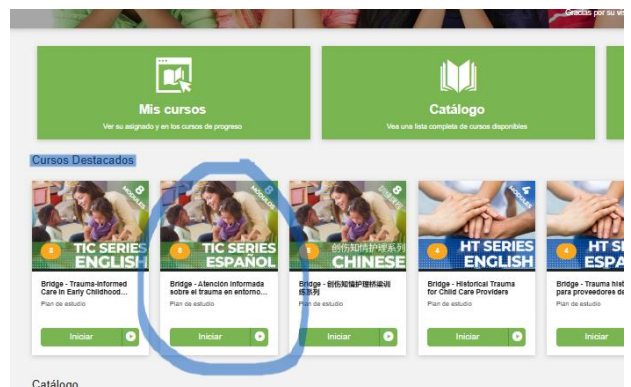 Gracias por su
Mis cursos
Ver su asignado y en los cursos de progreso
Catálogo
Vea una lista completa de cursos disponibles
Cursos Destacados
8
MODULES
8
TIC SERIES
ENGLISH
Bridge - Trauma-Informed
Care in Early Childhood...
Plan de estudio
Iniciar
8
MODULOS
8
TIC SERIES
ESPAÑOL
Bridge - Atención informada
sobre el trauma en entorno...
Plan de estudio
Iniciar
8
创伤知情护理系列
CHINESE
Bridge - 创伤知情护理桥梁训
练系列
Plan de estudio
Iniciar
4
MODULES
4
HT SERIES
ENGLISH
Bridge - Historical Trauma
for Child Care Providers
Plan de estudio
Iniciar
4
HT
ESPA
Bridge - Trauma
para proveedores de
Plan de estudio
Iniciar
Catálogo